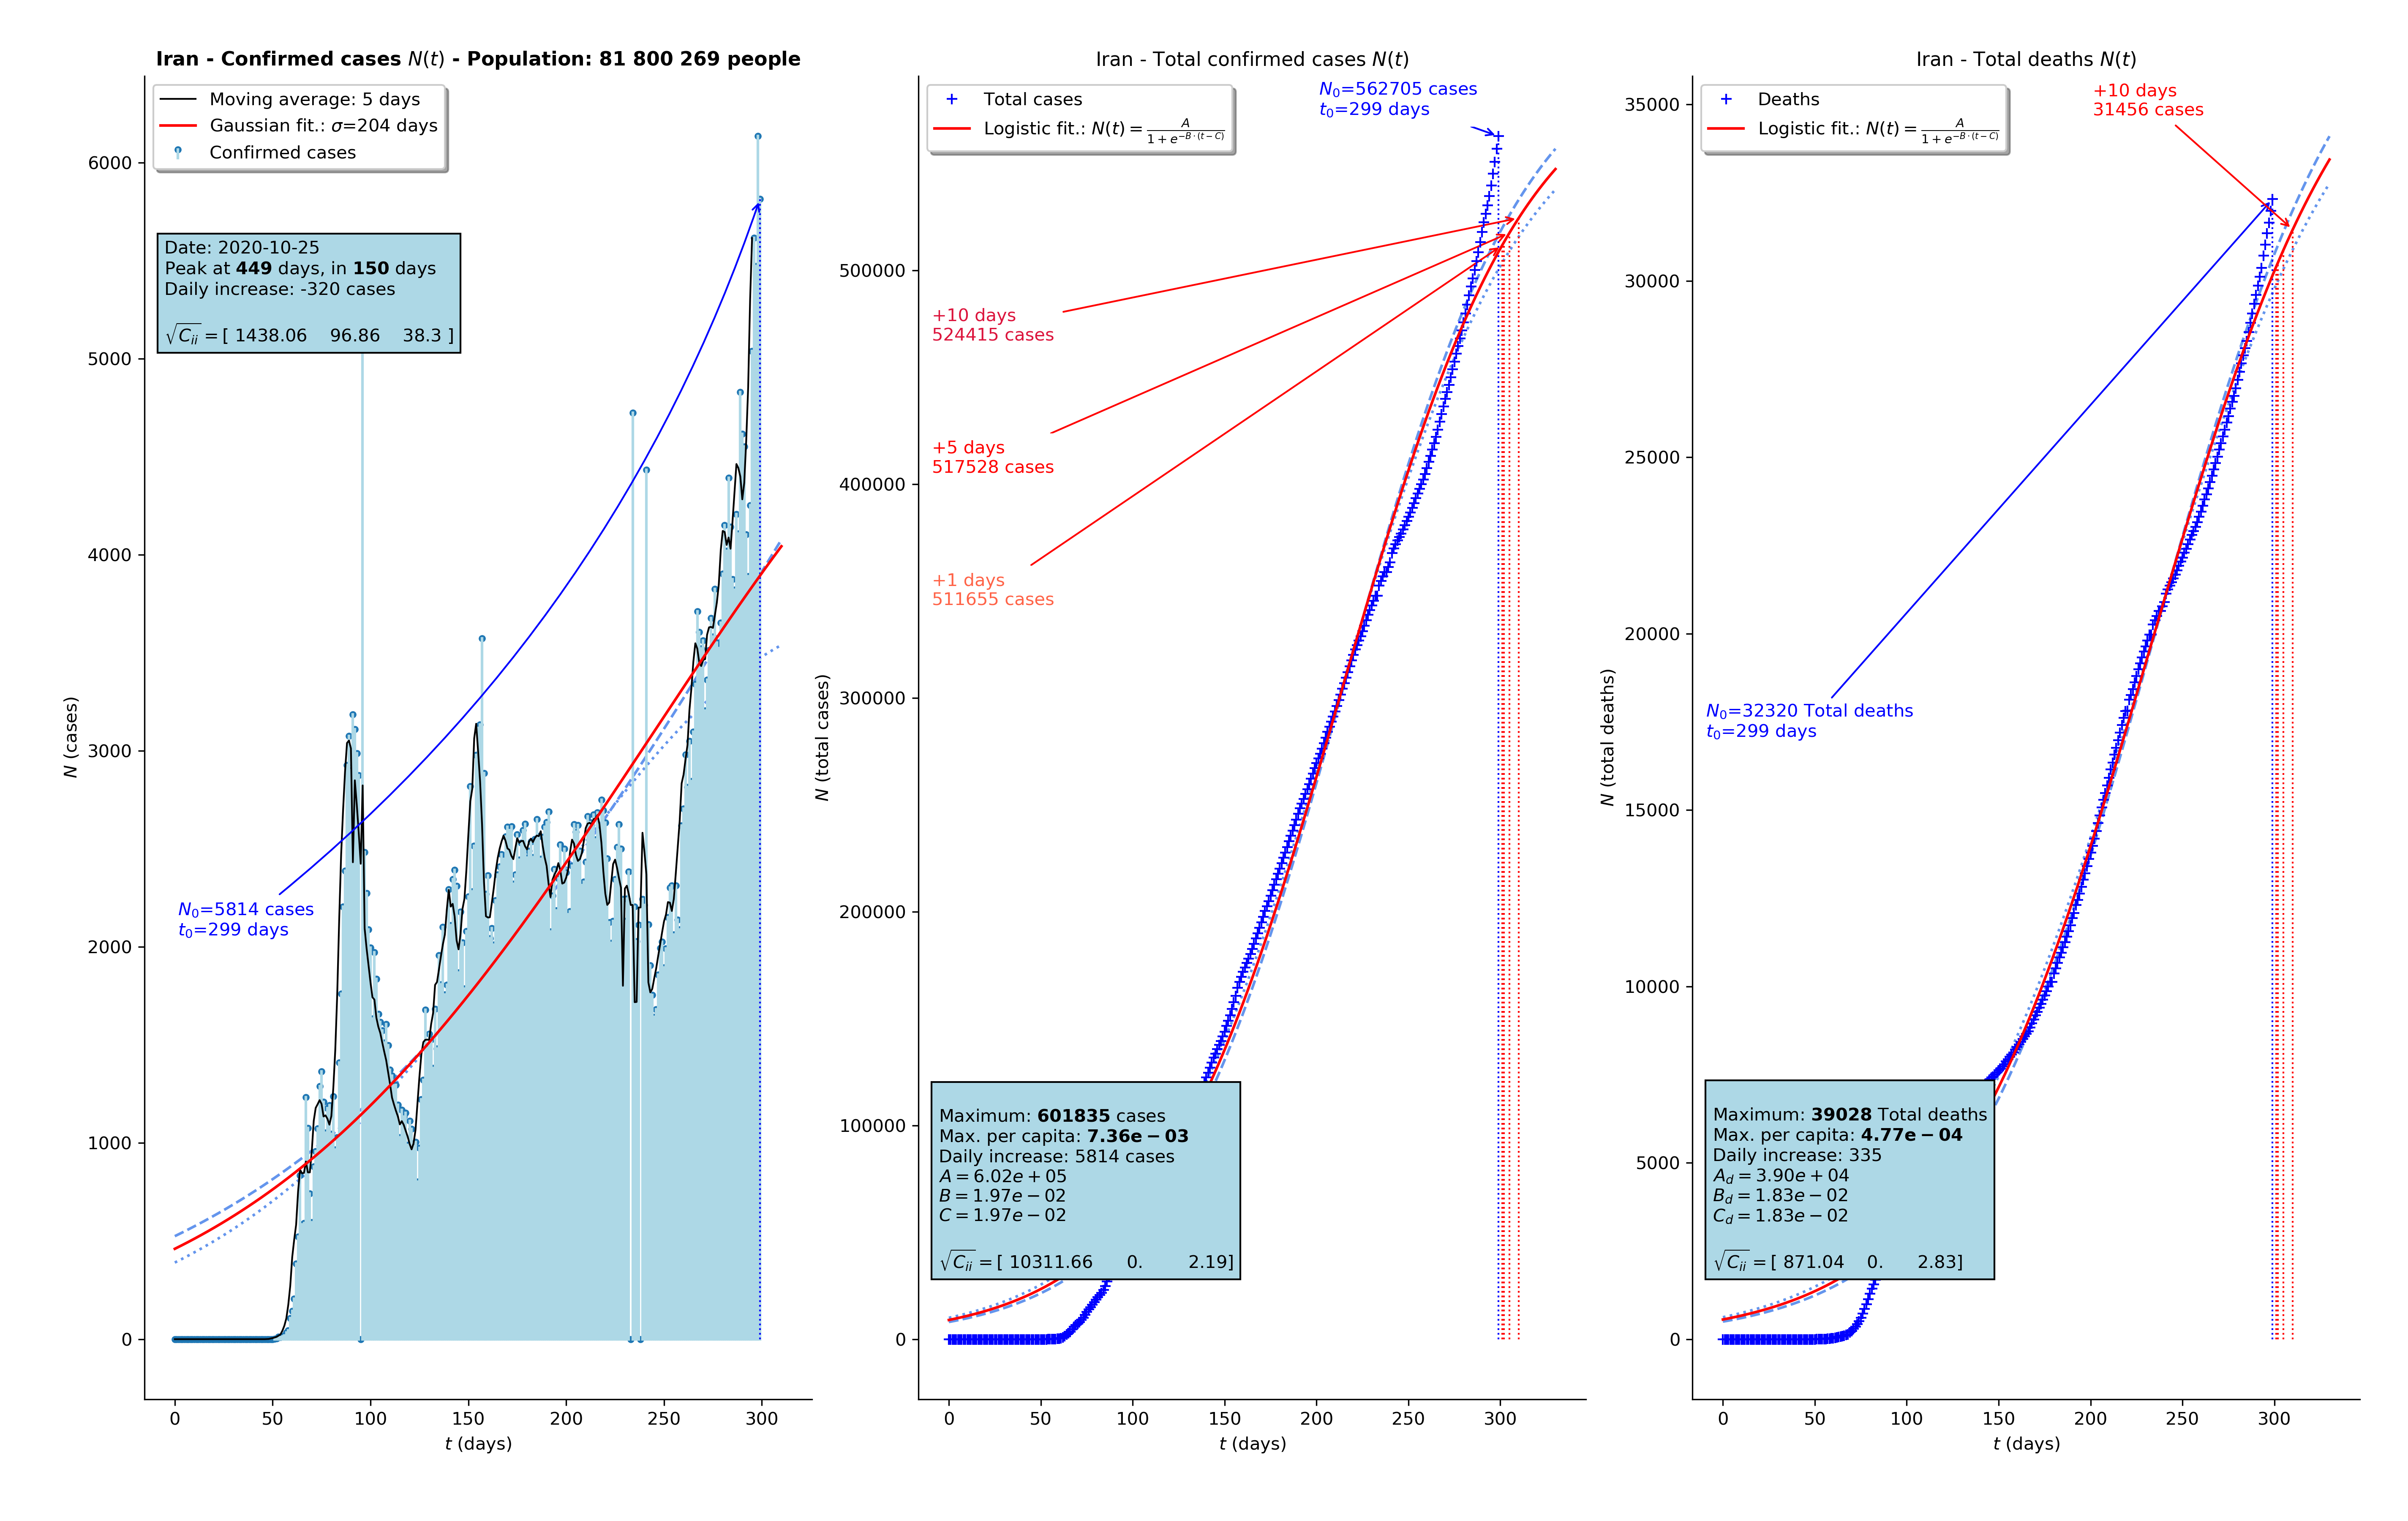 Iran - Confirmed cases N(t) - Population: 81 800 269 people
Moving average: 5 days
Gaussian fit.: σ=204 days
Confirmed cases
Date: 2020-10-25
Peak at 449 days, in 150 days
Daily increase: -320 cases
√C_ii = [ 1438.06 96.86 38.3 ]
N₀=5814 cases
t₀=299 days
N (cases)
6000
5000
4000
3000
2000
1000
0
0 50 100 150 200 250 300
t (days)
Iran - Total confirmed cases N(t)
Total cases
Logistic fit.: N(t) = A / (1 + e^{-B·(t-C)})
N₀=562705 cases
t₀=299 days
+10 days
524415 cases
+5 days
517528 cases
+1 days
511655 cases
Maximum: 601835 cases
Max. per capita: 7.36e − 03
Daily increase: 5814 cases
A = 6.02e + 05
B = 1.97e − 02
C = 1.97e − 02
√C_ii = [ 10311.66 0. 2.19]
N (total cases)
500000
400000
300000
200000
100000
0
0 50 100 150 200 250 300
t (days)
Iran - Total deaths N(t)
Deaths
Logistic fit.: N(t) = A / (1 + e^{-B·(t-C)})
+10 days
31456 cases
N₀=32320 Total deaths
t₀=299 days
Maximum: 39028 Total deaths
Max. per capita: 4.77e − 04
Daily increase: 335
A_d = 3.90e + 04
B_d = 1.83e − 02
C_d = 1.83e − 02
√C_ii = [ 871.04 0. 2.83]
N (total deaths)
35000
30000
25000
20000
15000
10000
5000
0
0 50 100 150 200 250 300
t (days)